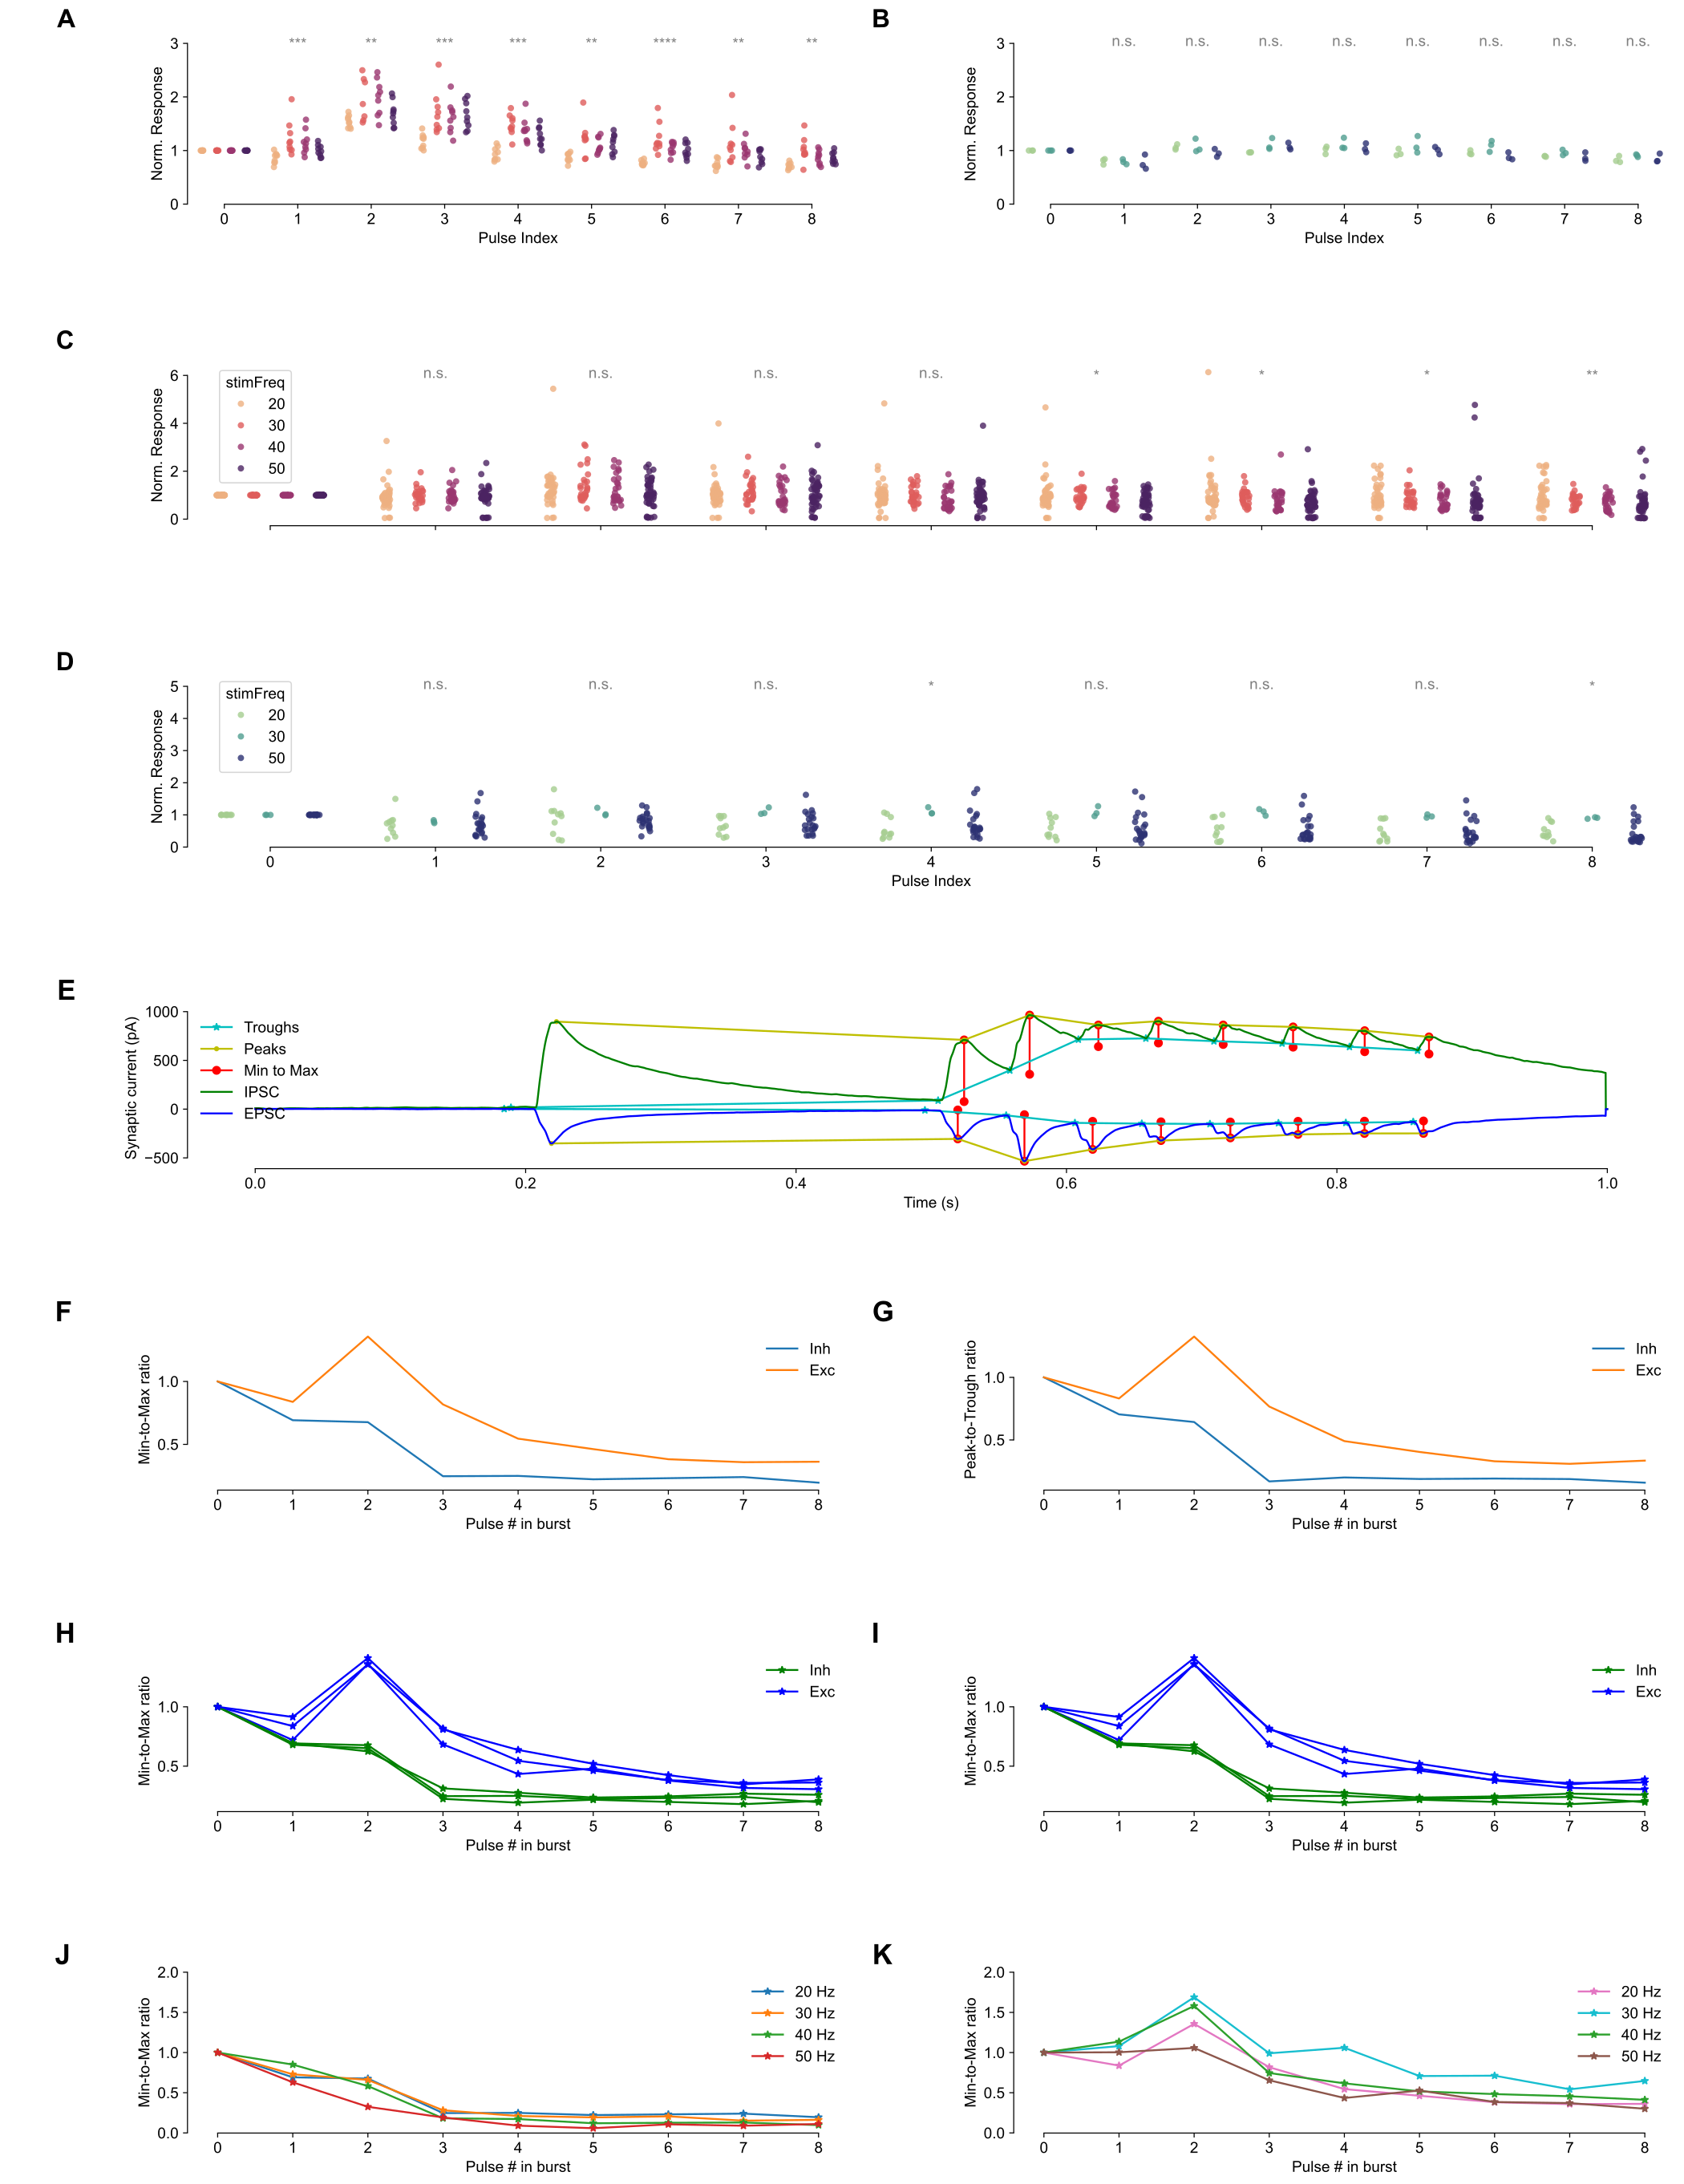 A
B
*** ** *** *** ** **** ** **
Norm. Response
3
2
1
0
0 1 2 3 4 5 6 7 8
Pulse Index
n.s. n.s. n.s. n.s. n.s. n.s. n.s. n.s.
Norm. Response
3
2
1
0
0 1 2 3 4 5 6 7 8
Pulse Index
C
n.s. n.s. n.s. n.s. * * * **
Norm. Response
6
4
2
0
stimFreq
20
30
40
50
D
n.s. n.s. n.s. * n.s. n.s. n.s. *
Norm. Response
5
4
3
2
1
0
stimFreq
20
30
50
0 1 2 3 4 5 6 7 8
Pulse Index
E
Synaptic current (pA)
1000
500
0
−500
Troughs
Peaks
Min to Max
IPSC
EPSC
0.0 0.2 0.4 0.6 0.8 1.0
Time (s)
F
Min-to-Max ratio
1.0
0.5
Inh
Exc
0 1 2 3 4 5 6 7 8
Pulse # in burst
G
Peak-to-Trough ratio
1.0
0.5
Inh
Exc
0 1 2 3 4 5 6 7 8
Pulse # in burst
H
Min-to-Max ratio
1.0
0.5
Inh
Exc
0 1 2 3 4 5 6 7 8
Pulse # in burst
I
Min-to-Max ratio
1.0
0.5
Inh
Exc
0 1 2 3 4 5 6 7 8
Pulse # in burst
J
Min-to-Max ratio
2.0
1.5
1.0
0.5
0.0
20 Hz
30 Hz
40 Hz
50 Hz
0 1 2 3 4 5 6 7 8
Pulse # in burst
K
Min-to-Max ratio
2.0
1.5
1.0
0.5
0.0
20 Hz
30 Hz
40 Hz
50 Hz
0 1 2 3 4 5 6 7 8
Pulse # in burst